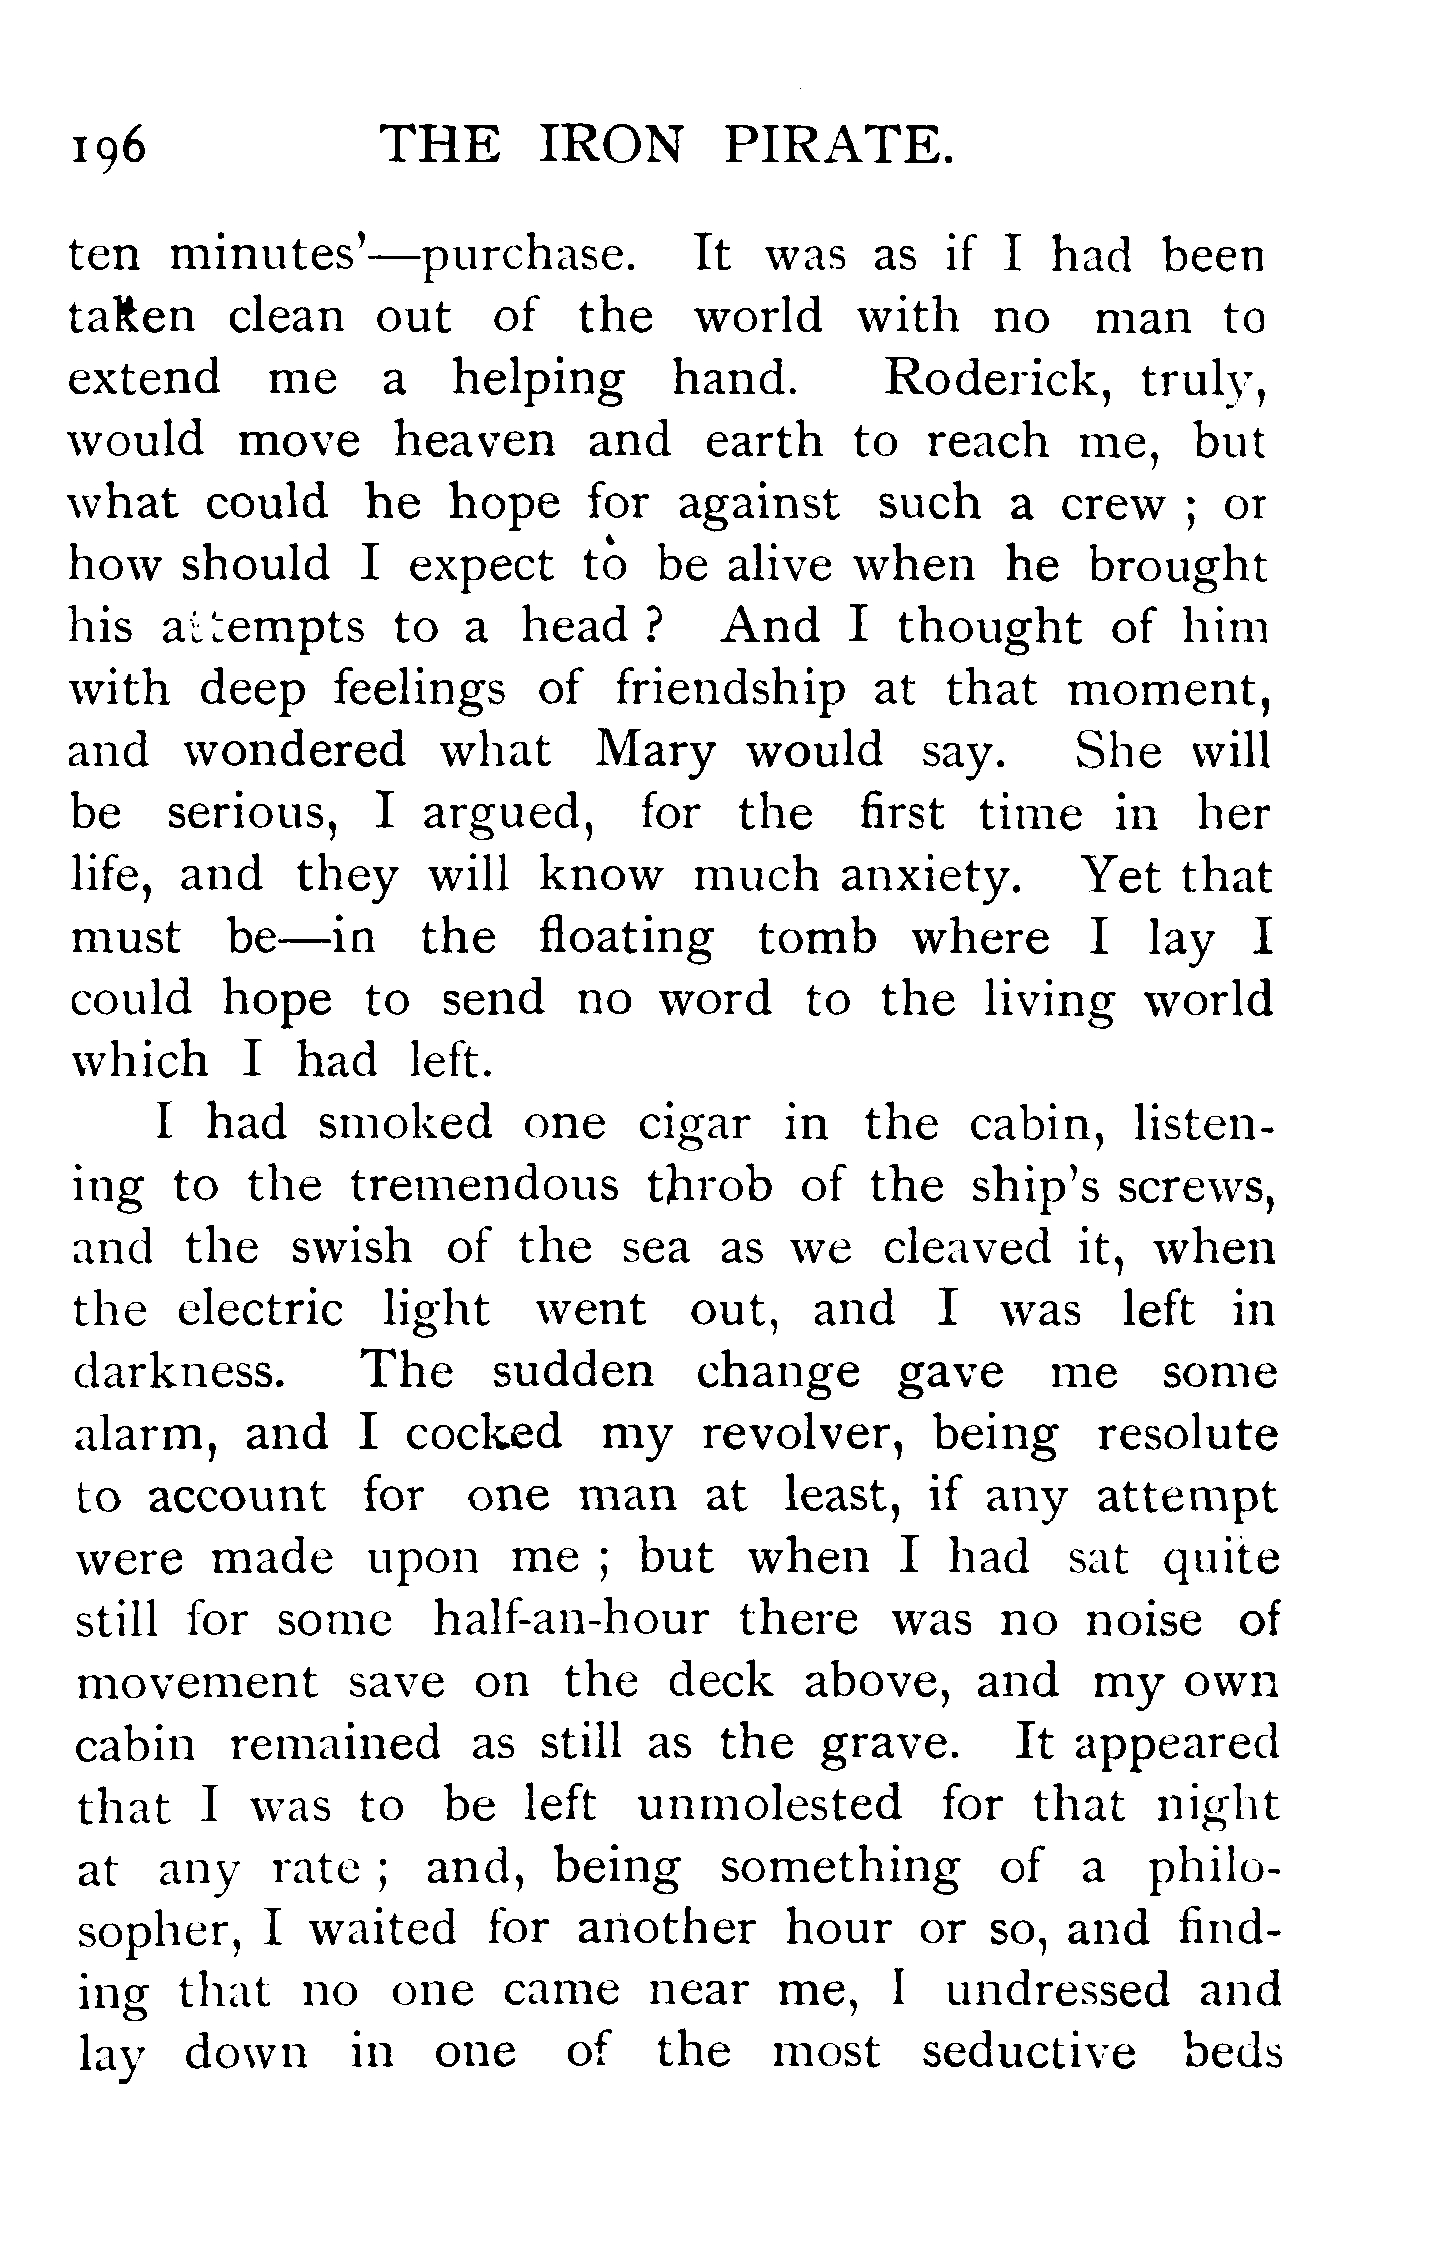 196 THE IRON PIRATE.
ten minutes'—purchase. It was as if I had been
taken clean out of the world with no man to
extend me a helping hand. Roderick, truly,
would move heaven and earth to reach me, but
what could he hope for against such a crew ; or
how should I expect to be alive when he brought
his attempts to a head ? And I thought of him
with deep feelings of friendship at that moment,
and wondered what Mary would say. She will
be serious, I argued, for the first time in her
life, and they will know much anxiety. Yet that
must be—in the floating tomb where I lay I
could hope to send no word to the living world
which I had left.
I had smoked one cigar in the cabin, listen-
ing to the tremendous throb of the ship's screws,
and the swish of the sea as we cleaved it, when
the electric light went out, and I was left in
darkness. The sudden change gave me some
alarm, and I cocked my revolver, being resolute
to account for one man at least, if any attempt
were made upon me ; but when I had sat quite
still for some half-an-hour there was no noise of
movement save on the deck above, and my own
cabin remained as still as the grave. It appeared
that I was to be left unmolested for that night
at any rate ; and, being something of a philo-
sopher, I waited for another hour or so, and find-
ing that no one came near me, I undressed and
lay down in one of the most seductive beds